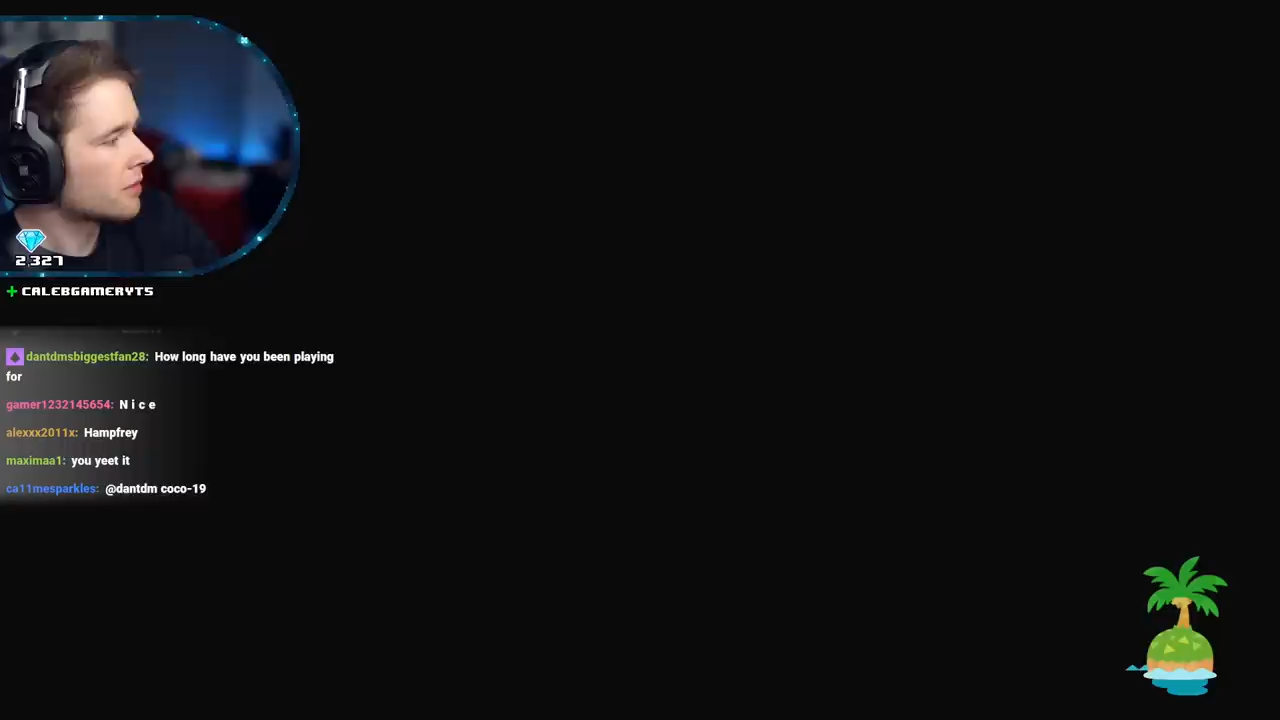 2,327
+ CALEBGAMERYTS
dantdmsbiggestfan28: How long have you been playing
for
gamer1232145654: N i c e
alexxx2011x: Hampfrey
maximaa1: you yeet it
ca11mesparkles: @dantdm coco-19